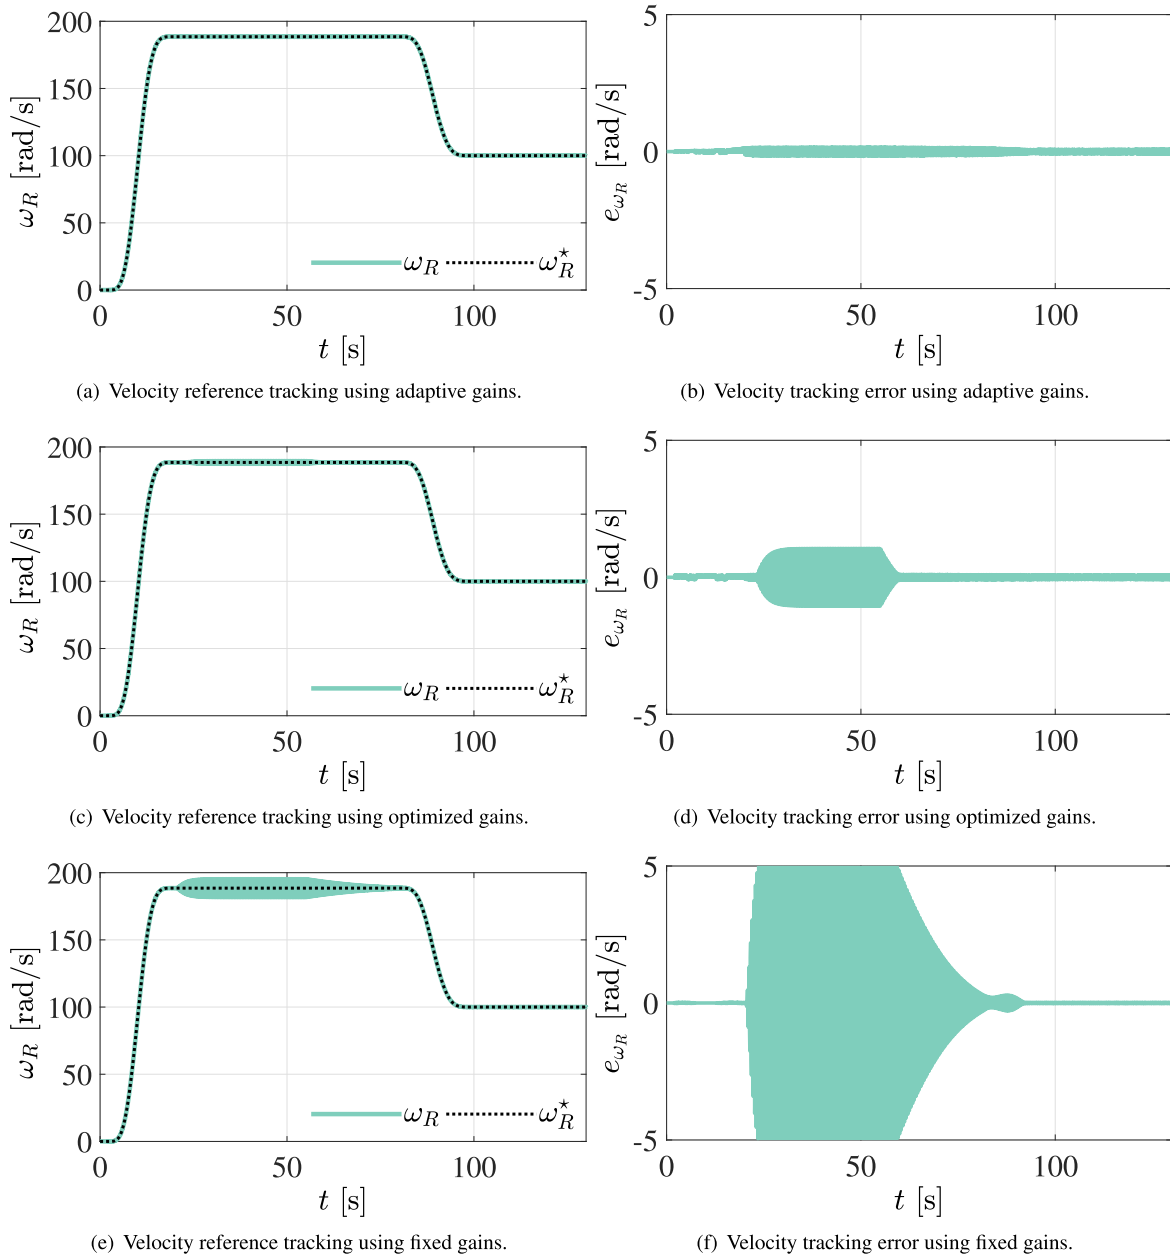 200
150
100
50
0
ω_R [rad/s]
ω_R ω_R^⋆
0 50 100
t [s]
(a) Velocity reference tracking using adaptive gains.
5
0
-5
e_{ω_R} [rad/s]
0 50 100
t [s]
(b) Velocity tracking error using adaptive gains.
200
150
100
50
0
ω_R [rad/s]
ω_R ω_R^⋆
0 50 100
t [s]
(c) Velocity reference tracking using optimized gains.
5
0
-5
e_{ω_R} [rad/s]
0 50 100
t [s]
(d) Velocity tracking error using optimized gains.
200
150
100
50
0
ω_R [rad/s]
ω_R ω_R^⋆
0 50 100
t [s]
(e) Velocity reference tracking using fixed gains.
5
0
-5
e_{ω_R} [rad/s]
0 50 100
t [s]
(f) Velocity tracking error using fixed gains.